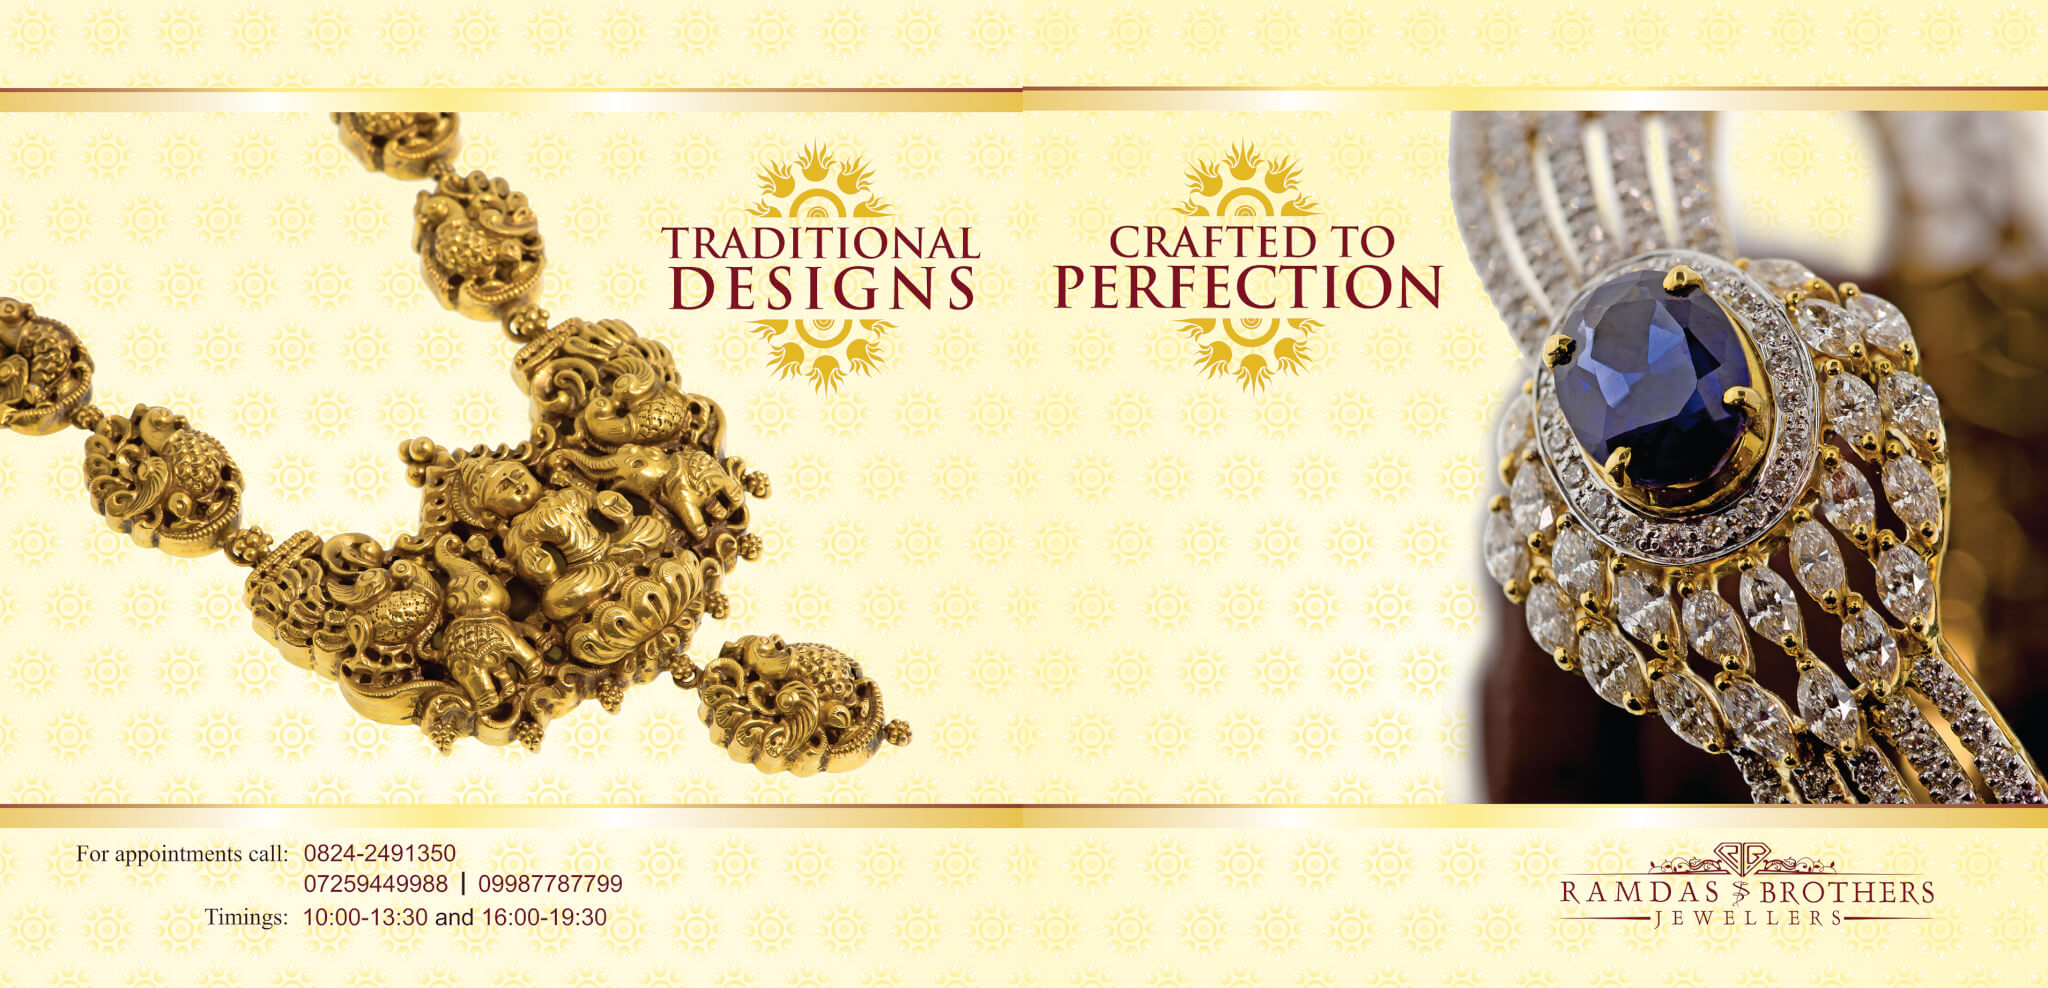 TRADITIONAL
DESIGNS
CRAFTED TO
PERFECTION
For appointments call: 0824-2491350
07259449988 | 09987787799
Timings: 10:00-13:30 and 16:00-19:30
RAMDAS BROTHERS
JEWELLERS